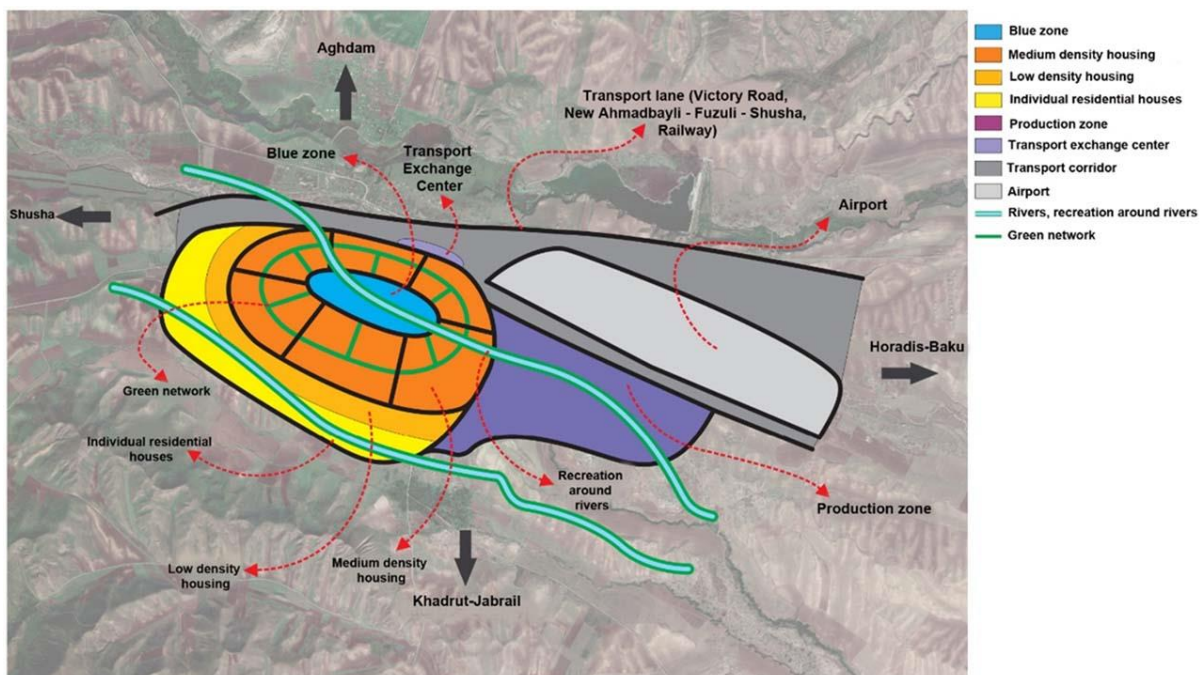 Aghdam
Transport lane (Victory Road,
New Ahmadbayli - Fuzuli - Shusha,
Railway)
Blue zone
Transport
Exchange
Center
Shusha
Airport
Horadis-Baku
Green network
Individual residential
houses
Recreation
around
rivers
Production zone
Low density
housing
Medium density
housing
Khadrut-Jabrail
Blue zone
Medium density housing
Low density housing
Individual residential houses
Production zone
Transport exchange center
Transport corridor
Airport
Rivers, recreation around rivers
Green network